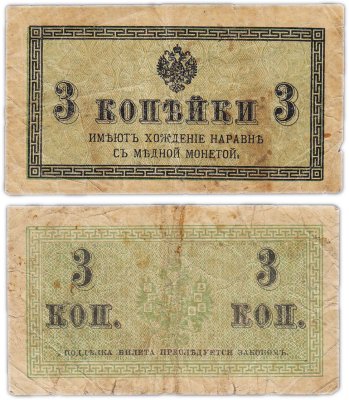 3 КОПѢЙКИ 3
ИМѢЮТЪ ХОЖДЕНІЕ НАРАВНѢ
СЪ МѢДНОЙ МОНЕТОЙ.
3 3
КОП. КОП.
ПОДДѢЛКА БИЛЕТА ПРЕСЛѢДУЕТСЯ ЗАКОНОМЪ.